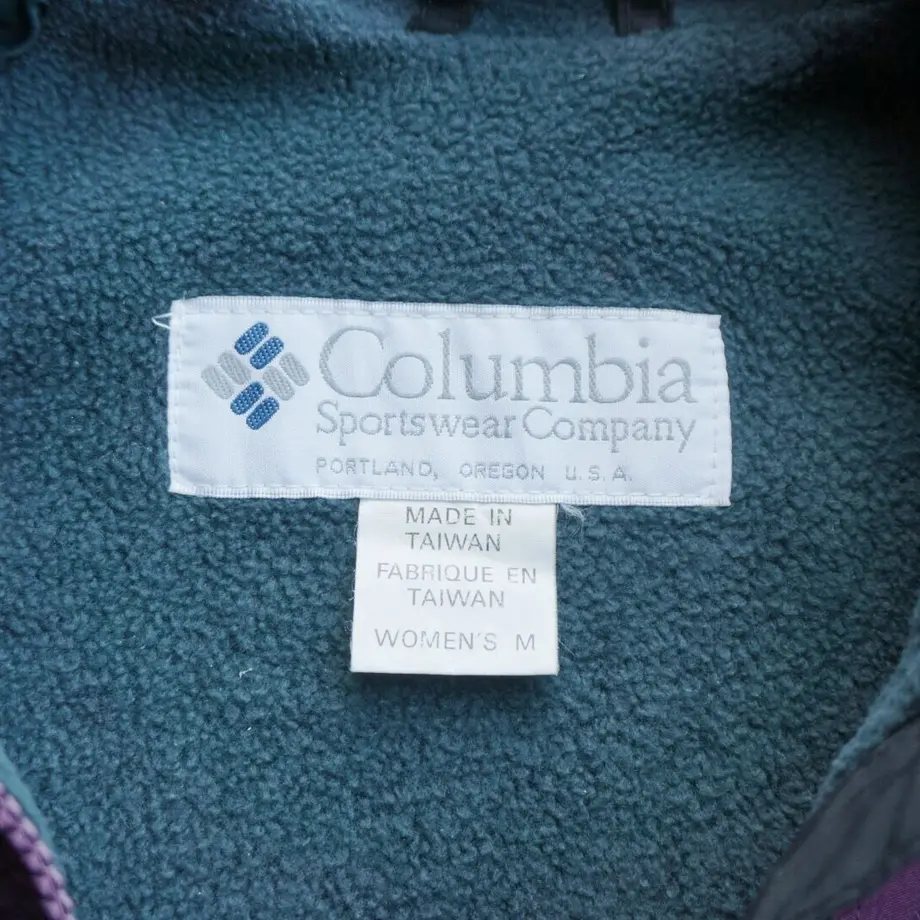 Columbia
Sportswear Company
PORTLAND, OREGON U.S.A.
MADE IN
TAIWAN
FABRIQUE EN
TAIWAN
WOMEN'S M